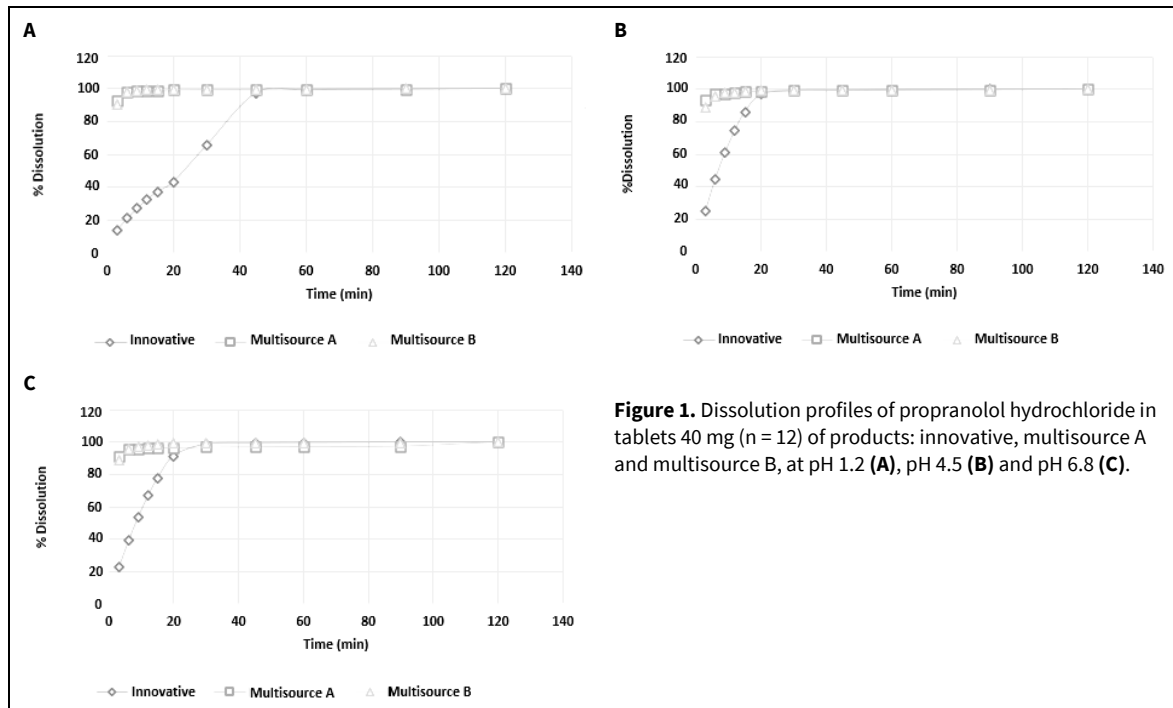 A
120
100
80
60
40
20
0
% Dissolution
0 20 40 60 80 100 120 140
Time (min)
Innovative Multisource A Multisource B
B
120
100
80
60
40
20
0
%Dissolution
0 20 40 60 80 100 120 140
Time (min)
Innovative Multisource A Multisource B
C
120
100
80
60
40
20
0
% Dissolution
0 20 40 60 80 100 120 140
Time (min)
Innovative Multisource A Multisource B
Figure 1. Dissolution profiles of propranolol hydrochloride in
tablets 40 mg (n = 12) of products: innovative, multisource A
and multisource B, at pH 1.2 (A), pH 4.5 (B) and pH 6.8 (C).